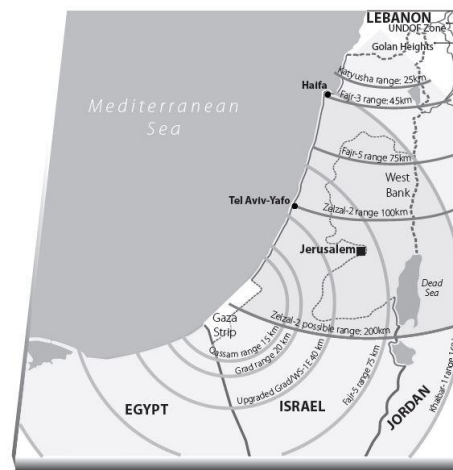 LEBANON
UNDOF Zone
Golan Heights
Katyusha range: 25km
Haifa
Fajr-3 range: 45km
Mediterranean
Sea
Fajr-5 range 75km
West
Bank
Tel Aviv-Yafo
Zelzal-2 range 100km
Jerusalem
Dead
Sea
Gaza
Strip
Zelzal-2 possible range: 200km
Qassam range 15 km
Grad range 20 km
Upgraded Grad/WS-1E 40 km
Fajr-5 range 75 km
EGYPT
ISRAEL
JORDAN
Khaibar-1 range